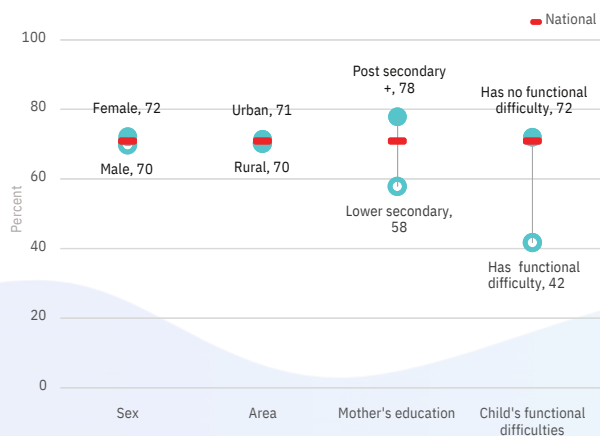 National
100
80
60
40
20
0
Percent
Female, 72
Male, 70
Urban, 71
Rural, 70
Post secondary
+, 78
Lower secondary,
58
Has no functional
difficulty, 72
Has functional
difficulty, 42
Sex
Area
Mother's education
Child's functional
difficulties